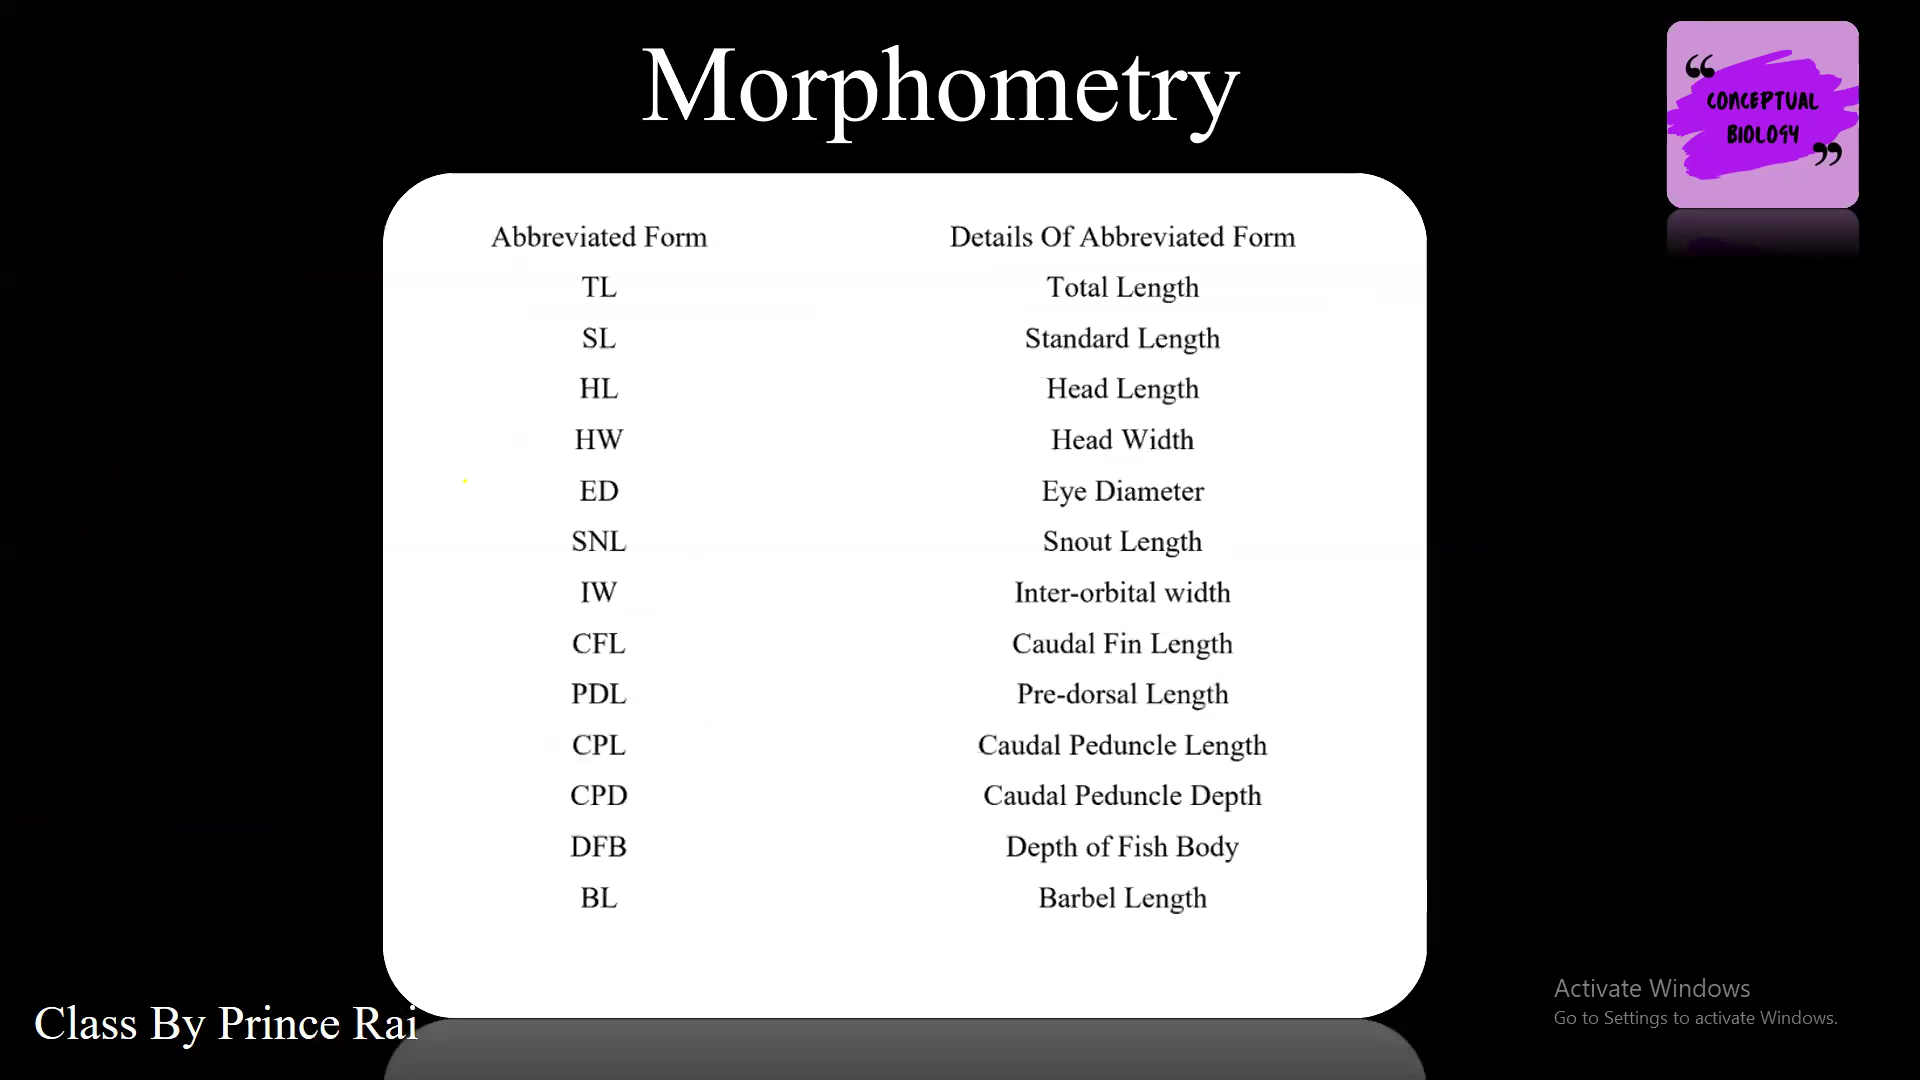 Morphometry
“ CONCEPTUAL
BIOLOGY ”
Abbreviated Form Details Of Abbreviated Form
TL Total Length
SL Standard Length
HL Head Length
HW Head Width
ED Eye Diameter
SNL Snout Length
IW Inter-orbital width
CFL Caudal Fin Length
PDL Pre-dorsal Length
CPL Caudal Peduncle Length
CPD Caudal Peduncle Depth
DFB Depth of Fish Body
BL Barbel Length
Class By Prince Rai
Activate Windows
Go to Settings to activate Windows.